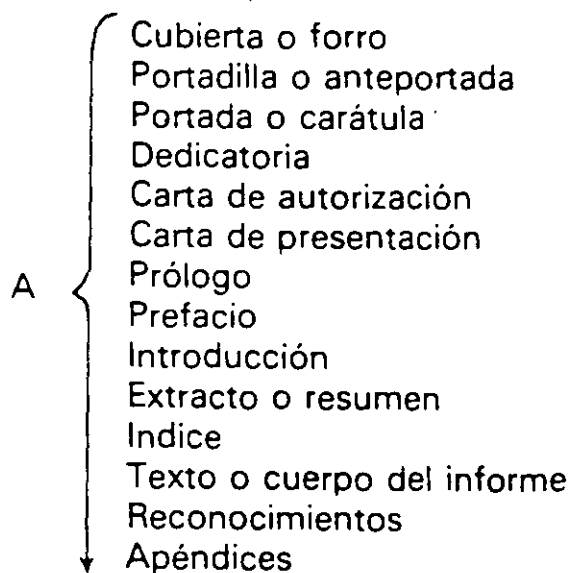 Cubierta o forro
Portadilla o anteportada
Portada o carátula
Dedicatoria
Carta de autorización
Carta de presentación
A Prólogo
Prefacio
Introducción
Extracto o resumen
Indice
Texto o cuerpo del informe
Reconocimientos
Apéndices